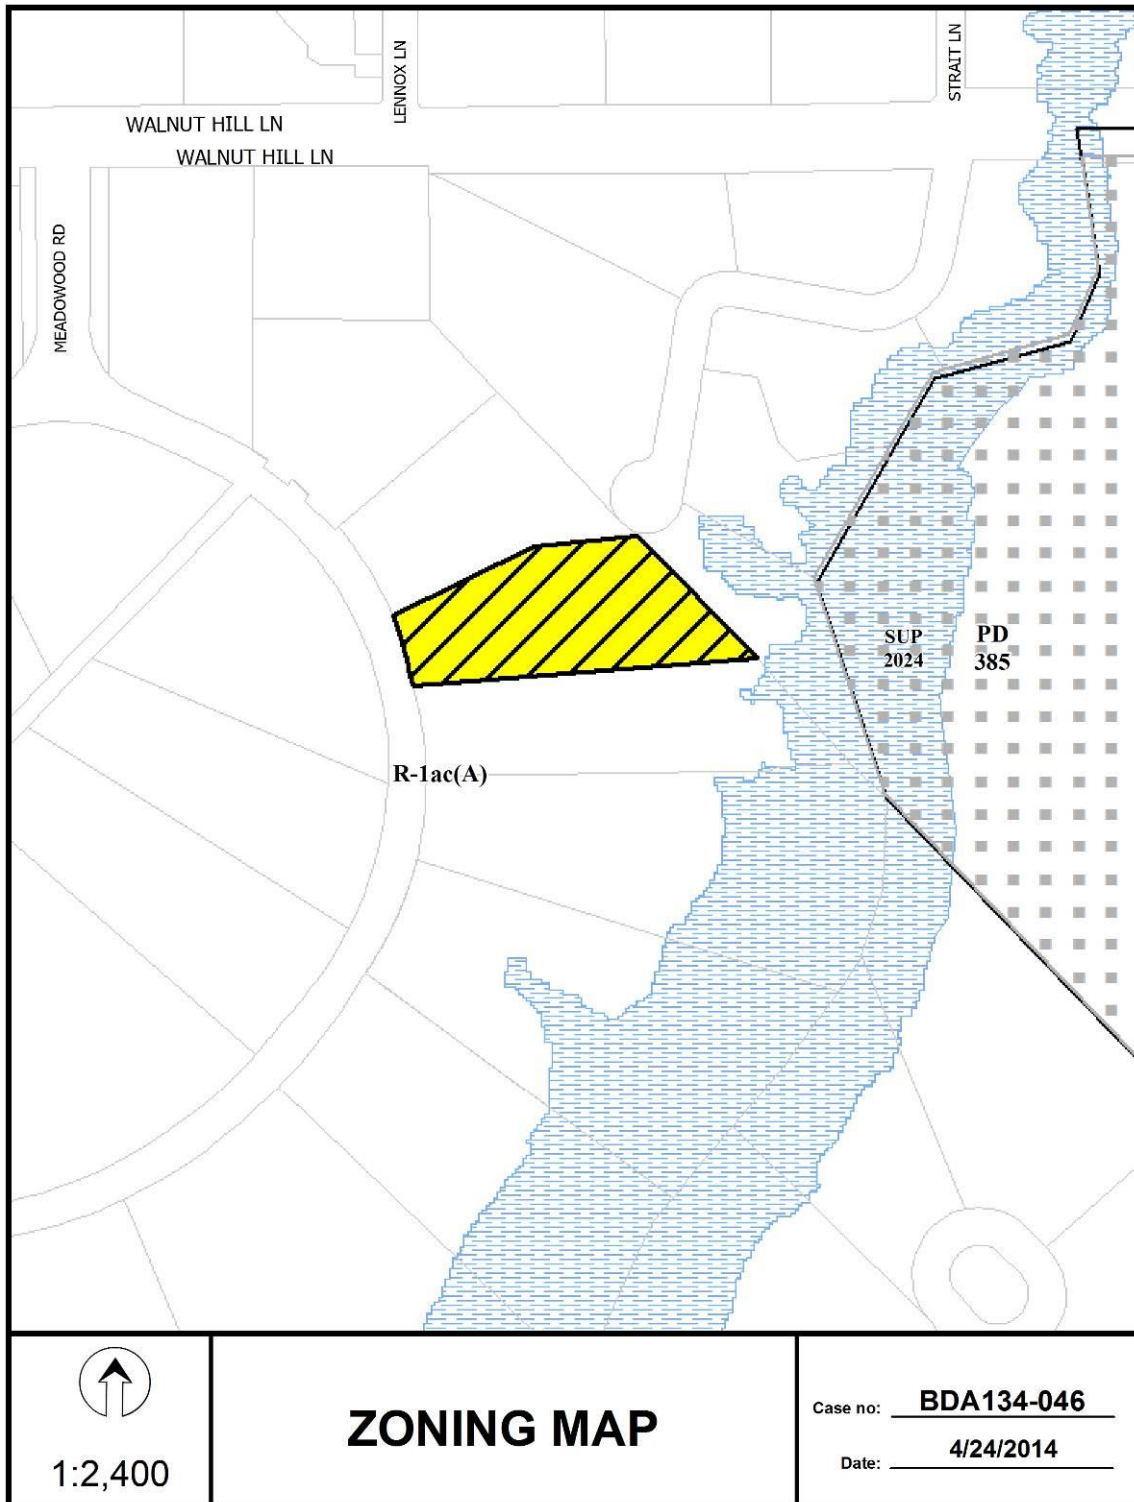 LENNOX LN
STRAIT LN
WALNUT HILL LN
WALNUT HILL LN
MEADOWOOD RD
SUP
2024
PD
385
R-1ac(A)
1:2,400
ZONING MAP
Case no: BDA134-046
Date: 4/24/2014